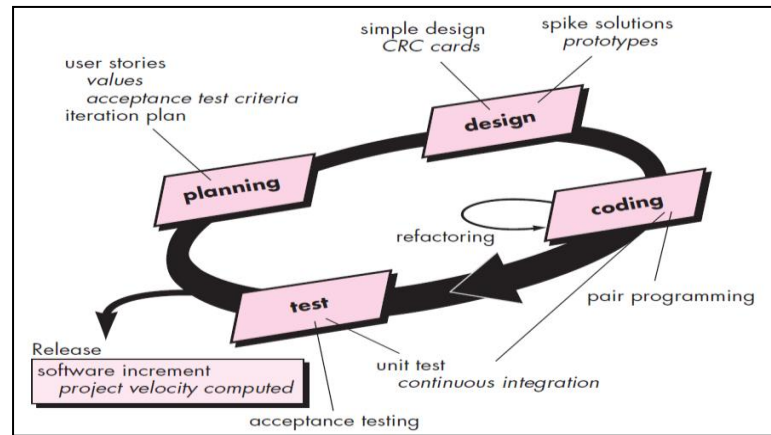 simple design
CRC cards
spike solutions
prototypes
user stories
values
acceptance test criteria
iteration plan
design
planning
coding
refactoring
test
pair programming
Release
software increment
project velocity computed
unit test
continuous integration
acceptance testing